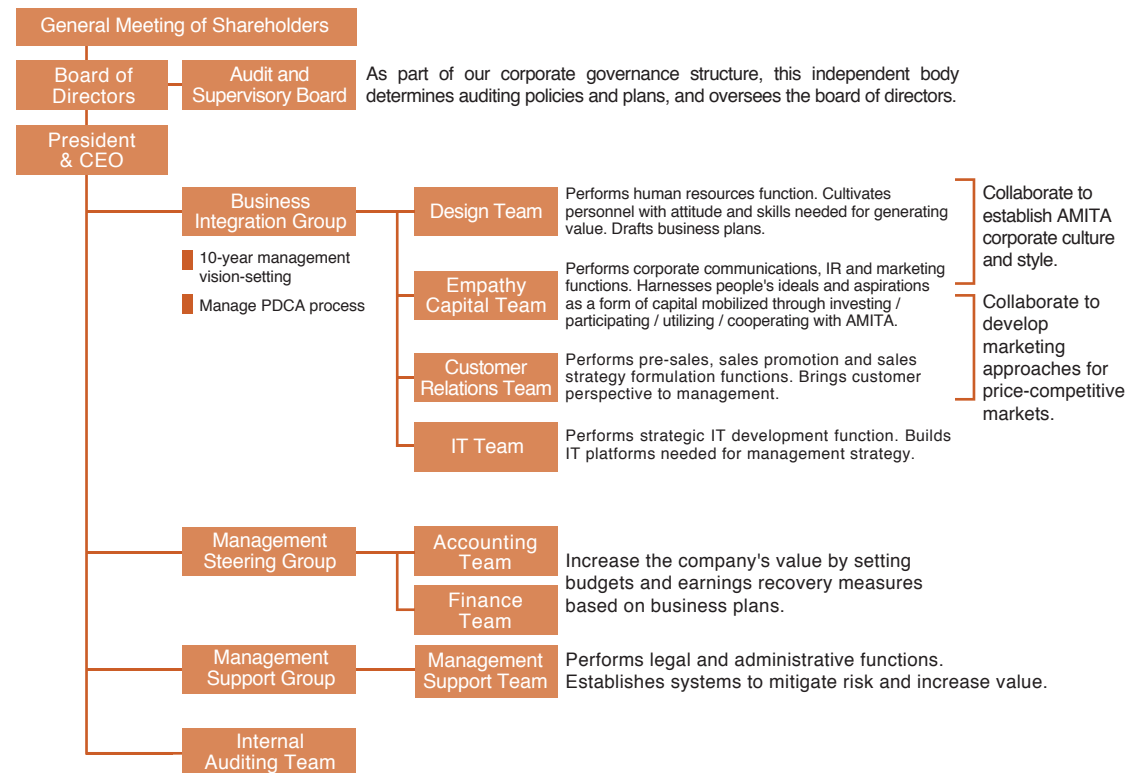 General Meeting of Shareholders
Board of
Directors
Audit and
Supervisory Board
As part of our corporate governance structure, this independent body
determines auditing policies and plans, and oversees the board of directors.
President
& CEO
Business
Integration Group
10-year management
vision-setting
Manage PDCA process
Design Team
Performs human resources function. Cultivates
personnel with attitude and skills needed for generating
value. Drafts business plans.
Empathy
Capital Team
Performs corporate communications, IR and marketing
functions. Harnesses people's ideals and aspirations
as a form of capital mobilized through investing /
participating / utilizing / cooperating with AMITA.
Collaborate to
establish AMITA
corporate culture
and style.
Customer
Relations Team
Performs pre-sales, sales promotion and sales
strategy formulation functions. Brings customer
perspective to management.
Collaborate to
develop
marketing
approaches for
price-competitive
markets.
IT Team
Performs strategic IT development function. Builds
IT platforms needed for management strategy.
Management
Steering Group
Accounting
Team
Finance
Team
Increase the company's value by setting
budgets and earnings recovery measures
based on business plans.
Management
Support Group
Management
Support Team
Performs legal and administrative functions.
Establishes systems to mitigate risk and increase value.
Internal
Auditing Team